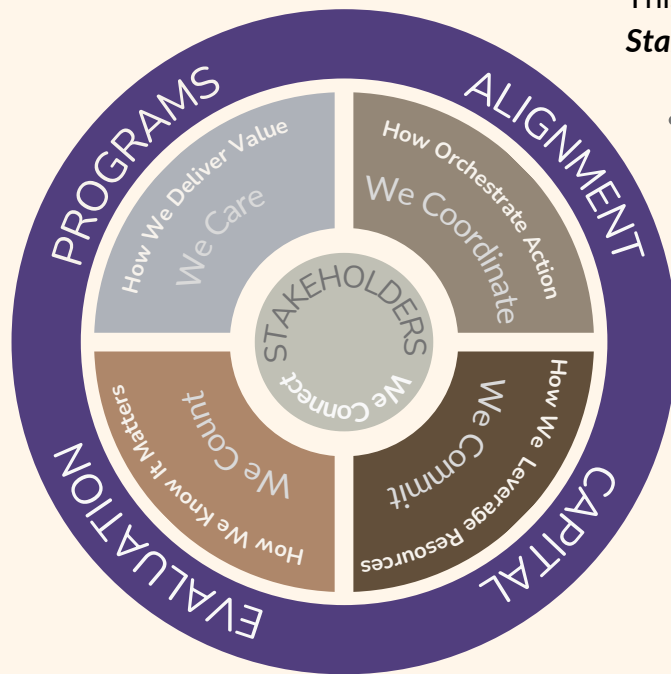 Sta
PROGRAMS
How We Deliver Value
We Care
ALIGNMENT
How Orchestrate Action
We Coordinate
STAKEHOLDERS
We Connect
EVALUATION
How We Know It Matters
We Count
CAPITAL
How We Leverage Resources
We Commit